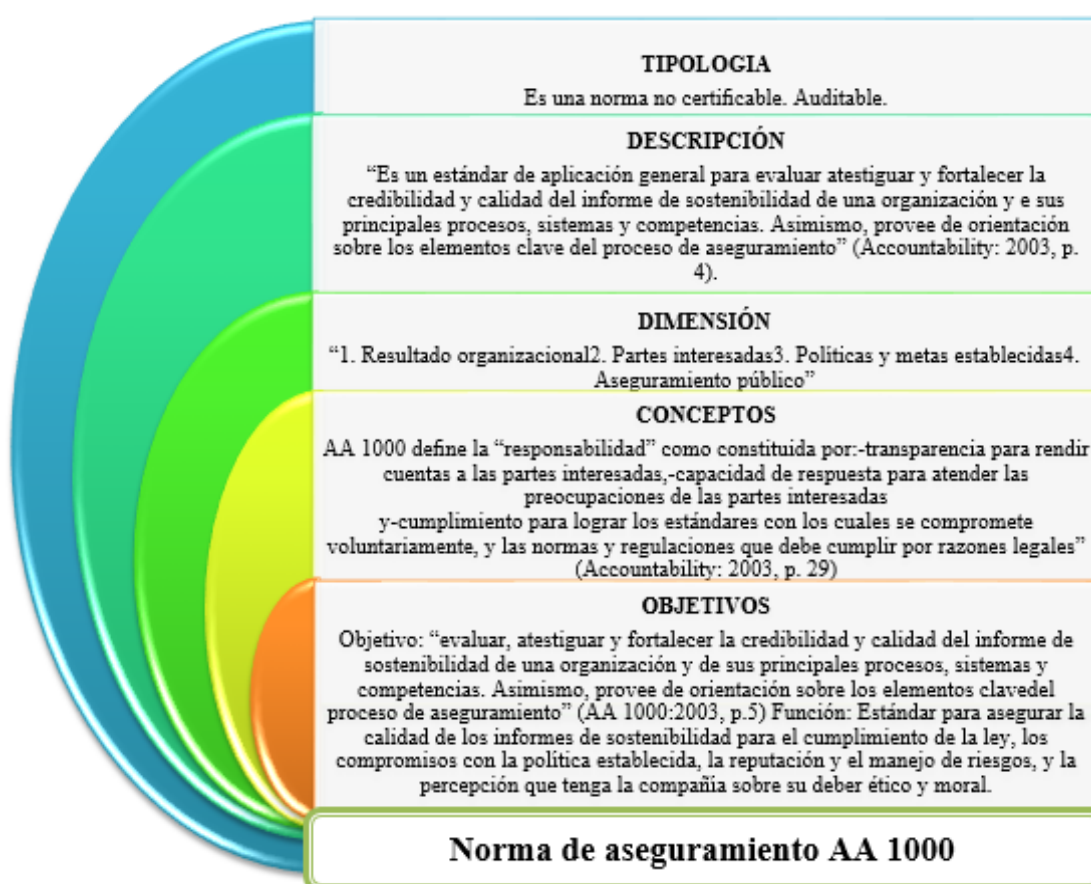 TIPOLOGIA
Es una norma no certificable. Auditable.
DESCRIPCIÓN
“Es un estándar de aplicación general para evaluar atestiguar y fortalecer la
credibilidad y calidad del informe de sostenibilidad de una organización y e sus
principales procesos, sistemas y competencias. Asimismo, provee de orientación
sobre los elementos clave del proceso de aseguramiento” (Accountability: 2003, p.
4).
DIMENSIÓN
“1. Resultado organizacional2. Partes interesadas3. Políticas y metas establecidas4.
Aseguramiento público”
CONCEPTOS
AA 1000 define la “responsabilidad” como constituida por:-transparencia para rendir
cuentas a las partes interesadas,-capacidad de respuesta para atender las
preocupaciones de las partes interesadas
y-cumplimiento para lograr los estándares con los cuales se compromete
voluntariamente, y las normas y regulaciones que debe cumplir por razones legales”
(Accountability: 2003, p. 29)
OBJETIVOS
Objetivo: “evaluar, atestiguar y fortalecer la credibilidad y calidad del informe de
sostenibilidad de una organización y de sus principales procesos, sistemas y
competencias. Asimismo, provee de orientación sobre los elementos clavedel
proceso de aseguramiento” (AA 1000:2003, p.5) Función: Estándar para asegurar la
calidad de los informes de sostenibilidad para el cumplimiento de la ley, los
compromisos con la política establecida, la reputación y el manejo de riesgos, y la
percepción que tenga la compañia sobre su deber ético y moral.
Norma de aseguramiento AA 1000